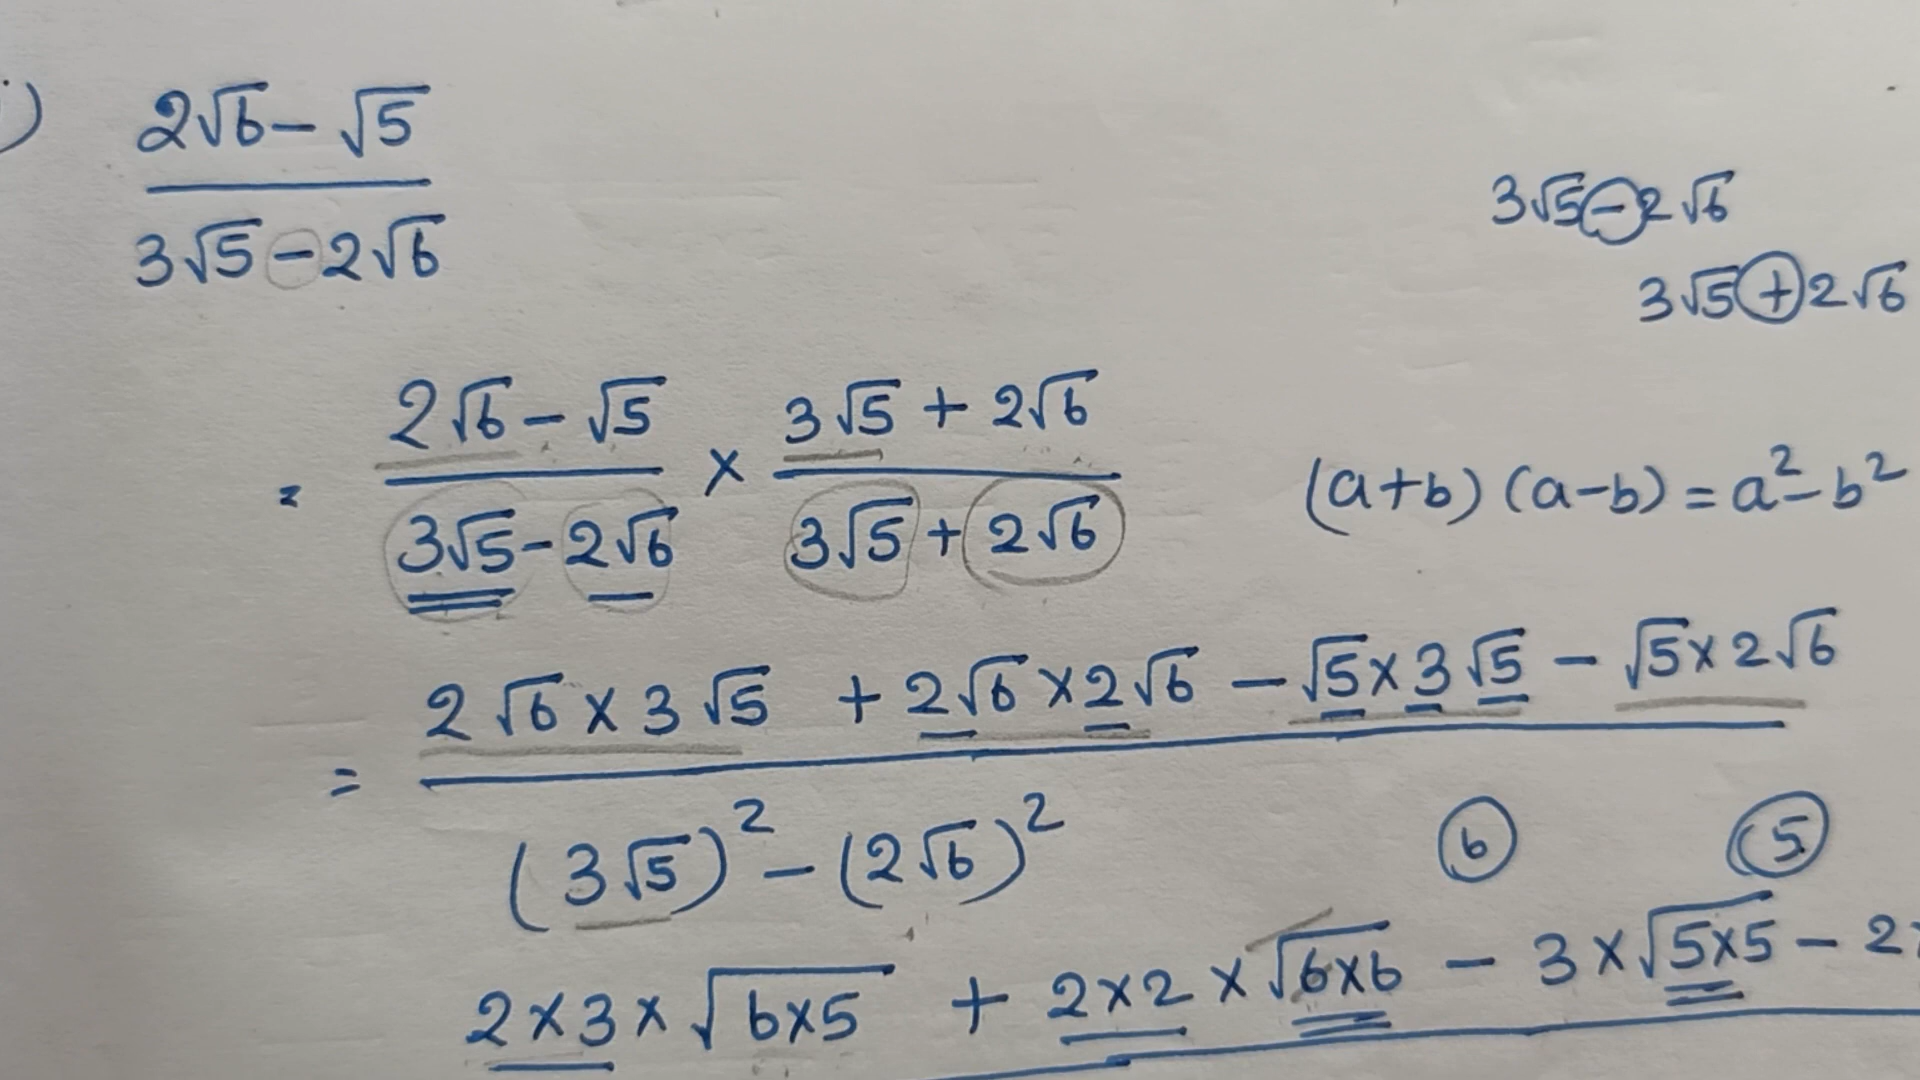 ) 2√6 - √5
3√5 - 2√6
3√5 - 2√6
3√5 + 2√6
= 2√6 - √5 × 3√5 + 2√6
3√5 - 2√6 3√5 + 2√6
(a+b) (a-b) = a² - b²
= 2√6 × 3√5 + 2√6 × 2√6 - √5 × 3√5 - √5 × 2√6
(3√5)² - (2√6)²
6 5
2×3×√6×5 + 2×2 × √6×6 - 3×√5×5 - 2×